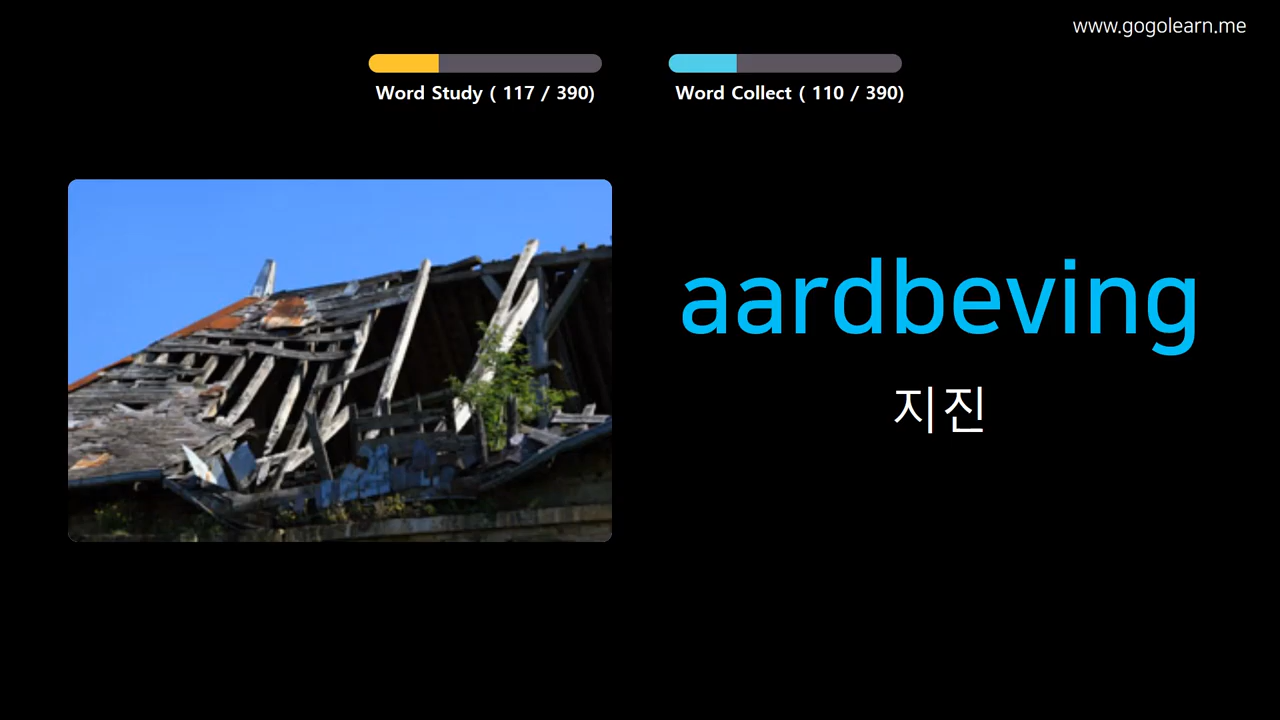 www.gogolearn.me
Word Study ( 117 / 390)
Word Collect ( 110 / 390)
aardbeving
지진